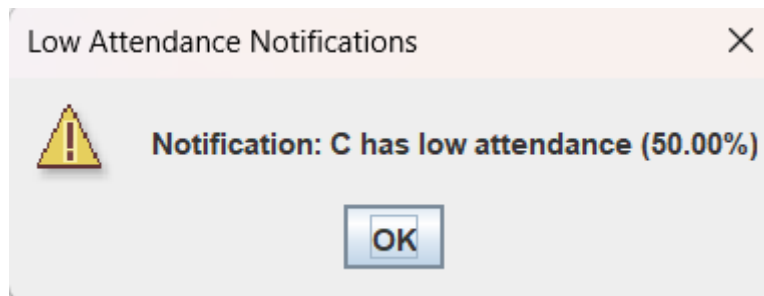 Low Attendance Notifications
Notification: C has low attendance (50.00%)
OK